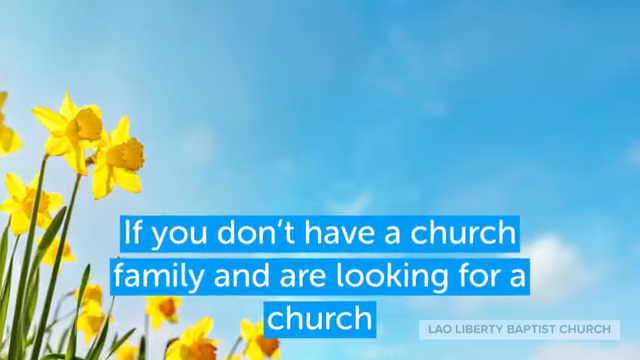 If you don't have a church
family and are looking for a
church
LAO LIBERTY BAPTIST CHURCH